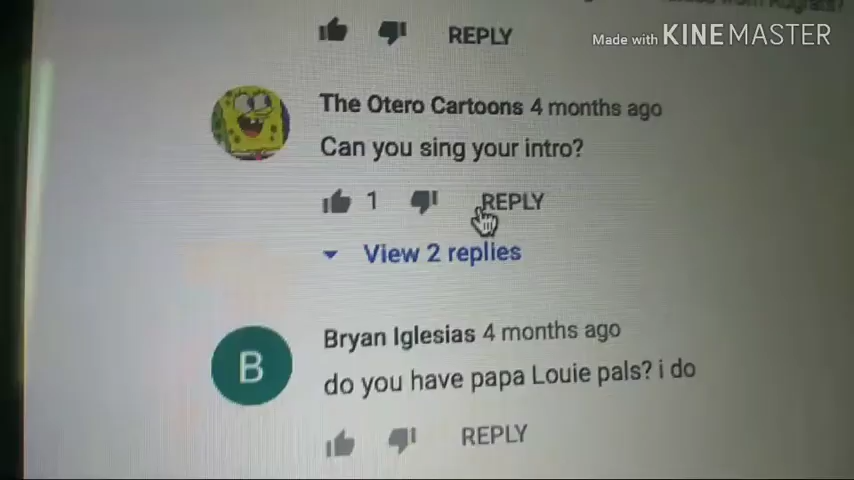 REPLY
Made with KINEMASTER
The Otero Cartoons 4 months ago
Can you sing your intro?
1 REPLY
View 2 replies
B
Bryan Iglesias 4 months ago
do you have papa Louie pals? i do
REPLY